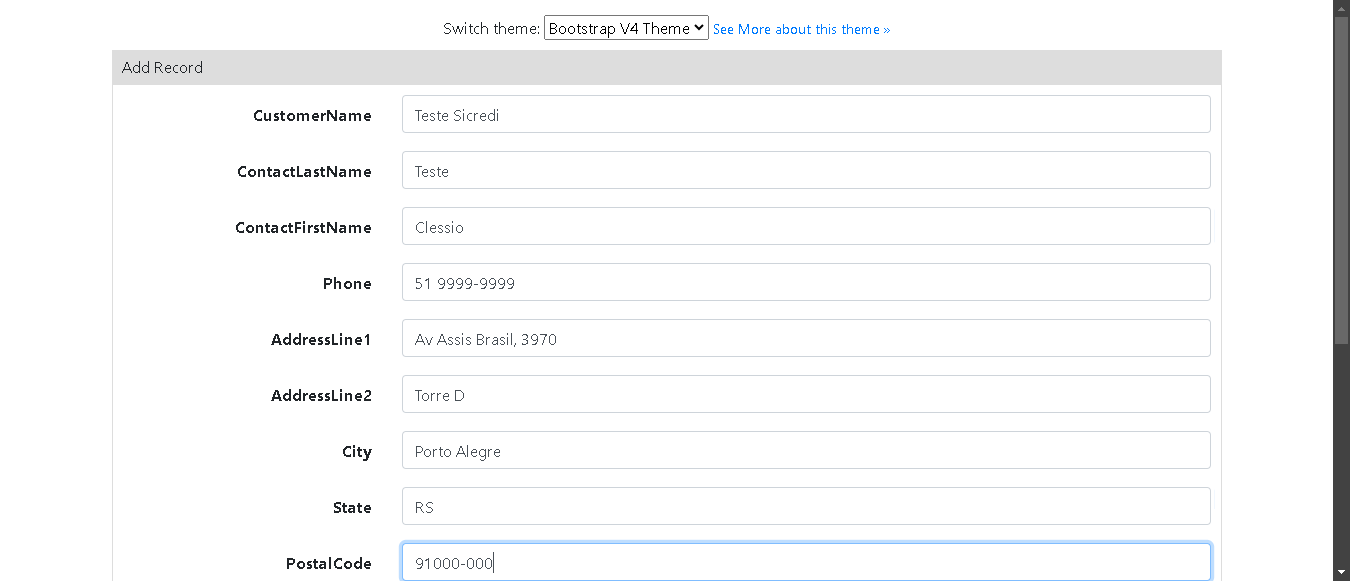 Switch theme: Bootstrap V4 Theme See More about this theme »
Add Record
CustomerName Teste Sicredi
ContactLastName Teste
ContactFirstName Clessio
Phone 51 9999-9999
AddressLine1 Av Assis Brasil, 3970
AddressLine2 Torre D
City Porto Alegre
State RS
PostalCode 91000-000